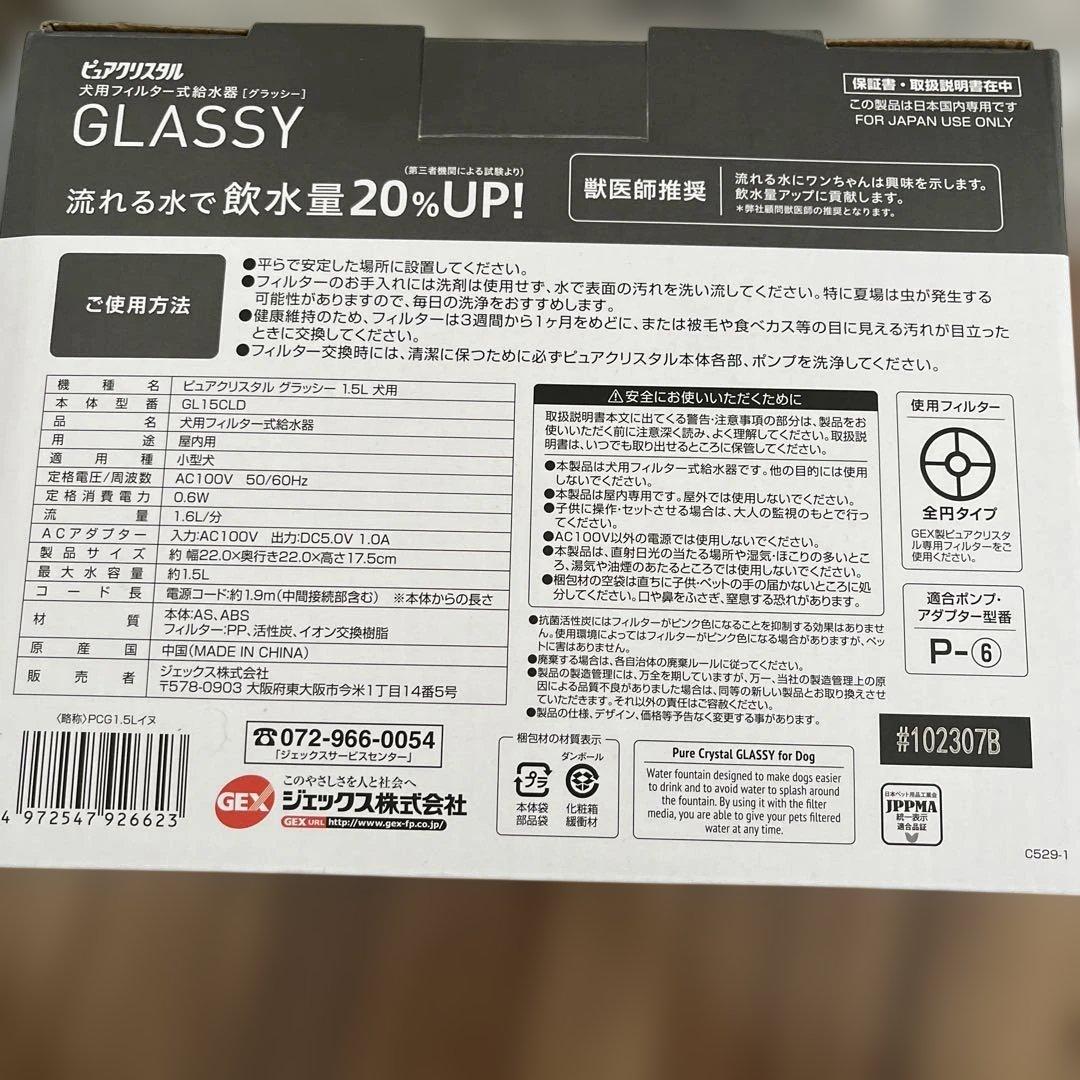 ピュアクリスタル
犬用フィルター式給水器[グラッシー]
GLASSY
流れる水で飲水量20%UP!
(第三者機関による試験より)
保証書・取扱説明書在中
この製品は日本国内専用です
FOR JAPAN USE ONLY
獣医師推奨
流れる水にワンちゃんは興味を示します。
飲水量アップに貢献します。
*弊社顧問獣医師の推奨となります。
ご使用方法
●平らで安定した場所に設置してください。
●フィルターのお手入れには洗剤は使用せず、水で表面の汚れを洗い流してください。特に夏場は虫が発生する
可能性がありますので、毎日の洗浄をおすすめします。
●健康維持のため、フィルターは3週間から1ヶ月をめどに、または被毛や食べカス等の目に見える汚れが目立った
ときに交換してください。
●フィルター交換時には、清潔に保つために必ずピュアクリスタル本体各部、ポンプを洗浄してください。
機種名 ピュアクリスタル グラッシー 1.5L 犬用
本体型番 GL15CLD
品名 犬用フィルター式給水器
用途 屋内用
適用種 小型犬
定格電圧/周波数 AC100V 50/60Hz
定格消費電力 0.6W
流量 1.6L/分
ACアダプター 入力:AC100V 出力:DC5.0V 1.0A
製品サイズ 約 幅22.0×奥行き22.0×高さ17.5cm
最大水容量 約1.5L
コード長 電源コード:約1.9m(中間接続部含む) ※本体からの長さ
材質 本体:AS、ABS
フィルター:PP、活性炭、イオン交換樹脂
原産国 中国(MADE IN CHINA)
販売者 ジェックス株式会社
〒578-0903 大阪府東大阪市今米1丁目14番5号
⚠安全にお使いいただくために
取扱説明書本文に出てくる警告・注意事項の部分は、製品をお
使いいただく前に注意深く読み、よく理解してください。取扱説
明書は、いつでも取り出せるところに保管してください。
●本製品は犬用フィルター式給水器です。他の目的には使用
しないでください。
●本製品は屋内専用です。屋外では使用しないでください。
●子供に操作・セットさせる場合は、大人の監視のもとで行っ
てください。
●AC100V以外の電源では使用しないでください。
●本製品は、直射日光の当たる場所や湿気・ほこりの多いとこ
ろ、湯気や油煙のあたるところでは使用しないでください。
●梱包材の空袋は直ちに子供・ペットの手の届かないところに処
分してください。口や鼻をふさぎ、窒息する恐れがあります。
●抗菌活性炭にはフィルターがピンク色になることを抑制する効果はありませ
ん。使用環境によってはフィルターがピンク色になる場合がありますが、ペッ
トに害はありません。
●廃棄する場合は、各自治体の廃棄ルールに従ってください。
●製品の製造管理には、万全を期していますが、万一、当社の製造管理上の原
因による品質不良がありました場合は、同等の新しい製品とお取り換えさせ
ていただきます。それ以外の責任はご容赦ください。
●製品の仕様、デザイン、価格等予告なく変更する事があります。
使用フィルター
全円タイプ
GEX製ピュアクリスタ
ル専用フィルターをご
使用ください。
適合ポンプ・
アダプター型番
P-⑥
〈略称〉PCG1.5Lイヌ
4 972547 926623
☎072-966-0054
「ジェックスサービスセンター」
このやさしさを人と社会へ
GEX ジェックス株式会社
GEX URL http://www.gex-fp.co.jp/
梱包材の材質表示
プラ
本体袋
部品袋
ダンボール
化粧箱
緩衝材
Pure Crystal GLASSY for Dog
Water fountain designed to make dogs easier
to drink and to avoid water to splash around
the fountain. By using it with the filter
media, you are able to give your pets filtered
water at any time.
#102307B
日本ペット用品工業会
JPPMA
統一表示
適合品証
C529-1